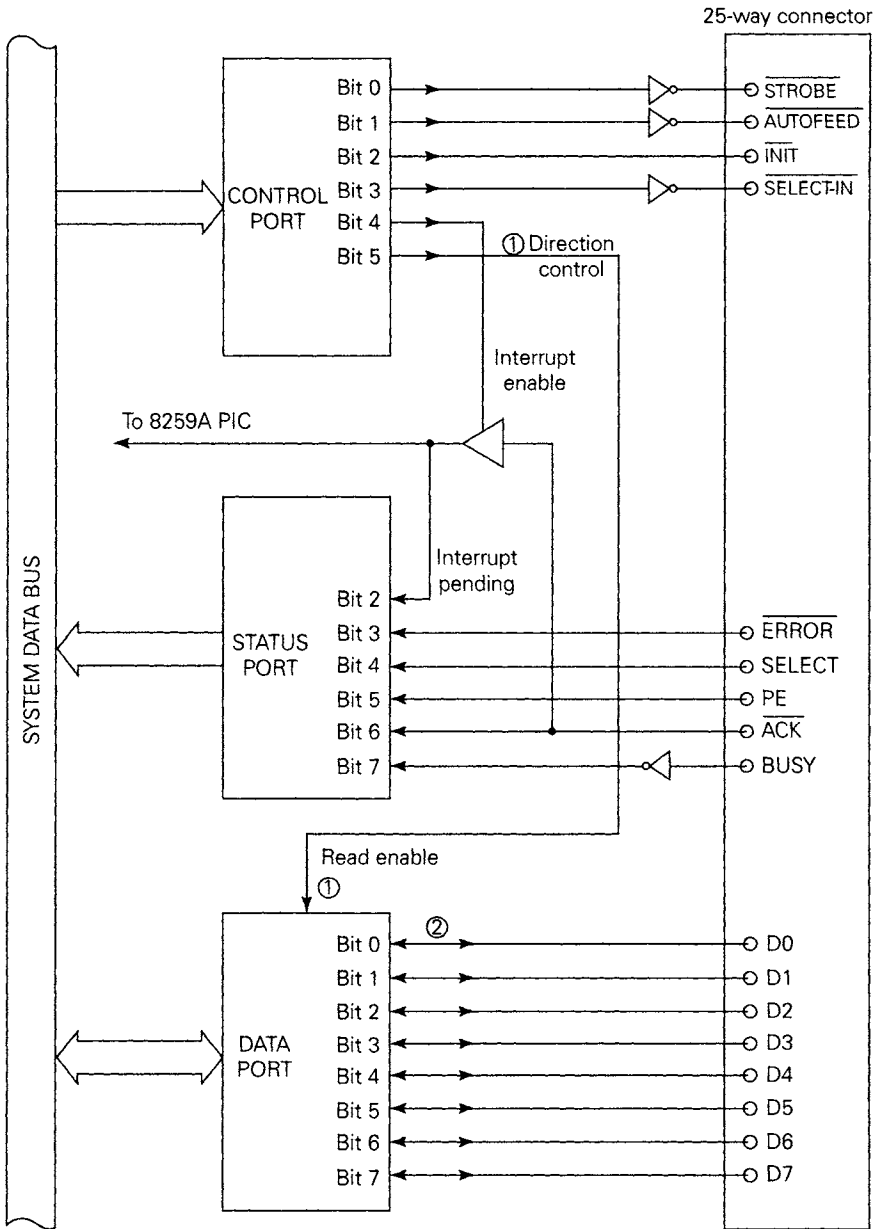 25-way connector
SYSTEM DATA BUS
CONTROL
PORT
Bit 0
Bit 1
Bit 2
Bit 3
Bit 4
Bit 5
STROBE
AUTOFEED
INIT
SELECT-IN
① Direction
control
Interrupt
enable
To 8259A PIC
Interrupt
pending
STATUS
PORT
Bit 2
Bit 3
Bit 4
Bit 5
Bit 6
Bit 7
ERROR
SELECT
PE
ACK
BUSY
Read enable
①
DATA
PORT
Bit 0
Bit 1
Bit 2
Bit 3
Bit 4
Bit 5
Bit 6
Bit 7
②
D0
D1
D2
D3
D4
D5
D6
D7